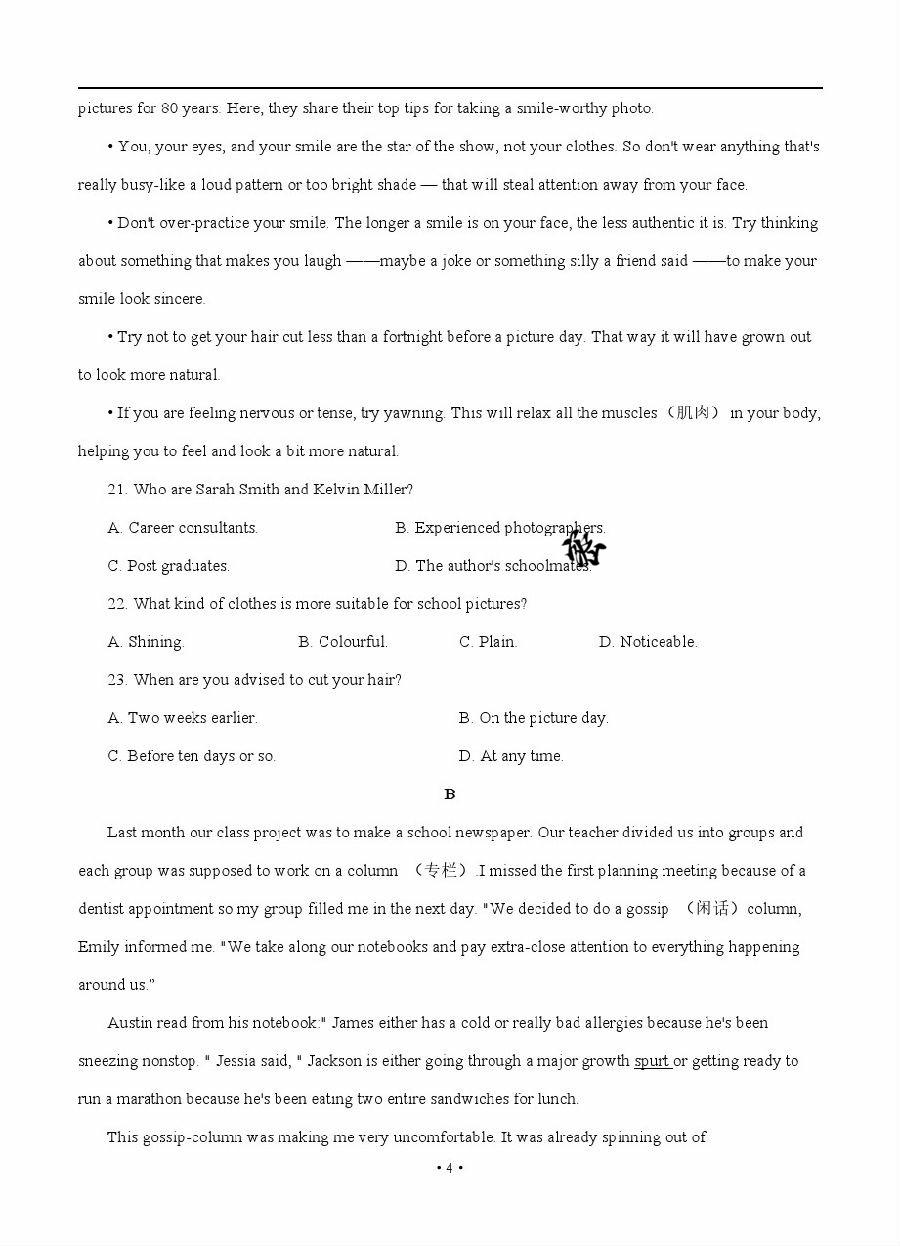 pictures for 80 years. Here, they share their top tips for taking a smile-worthy photo.
• You, your eyes, and your smile are the star of the show, not your clothes. So don't wear anything that's
really busy-like a loud pattern or too bright shade — that will steal attention away from your face.
• Don't over-practice your smile. The longer a smile is on your face, the less authentic it is. Try thinking
about something that makes you laugh ——maybe a joke or something silly a friend said ——to make your
smile look sincere.
• Try not to get your hair cut less than a fortnight before a picture day. That way it will have grown out
to look more natural.
• If you are feeling nervous or tense, try yawning. This will relax all the muscles（肌肉） in your body,
helping you to feel and look a bit more natural.
21. Who are Sarah Smith and Kelvin Miller?
A. Career consultants. B. Experienced photographers.
C. Post graduates. D. The author's schoolmates.
22. What kind of clothes is more suitable for school pictures?
A. Shining. B. Colourful. C. Plain. D. Noticeable.
23. When are you advised to cut your hair?
A. Two weeks earlier. B. On the picture day.
C. Before ten days or so. D. At any time.
B
Last month our class project was to make a school newspaper. Our teacher divided us into groups and
each group was supposed to work on a column （专栏）.I missed the first planning meeting because of a
dentist appointment so my group filled me in the next day. "We decided to do a gossip （闲话）column,
Emily informed me. "We take along our notebooks and pay extra-close attention to everything happening
around us."
Austin read from his notebook:" James either has a cold or really bad allergies because he's been
sneezing nonstop. " Jessia said, " Jackson is either going through a major growth spurt or getting ready to
run a marathon because he's been eating two entire sandwiches for lunch.
This gossip-column was making me very uncomfortable. It was already spinning out of
• 4 •